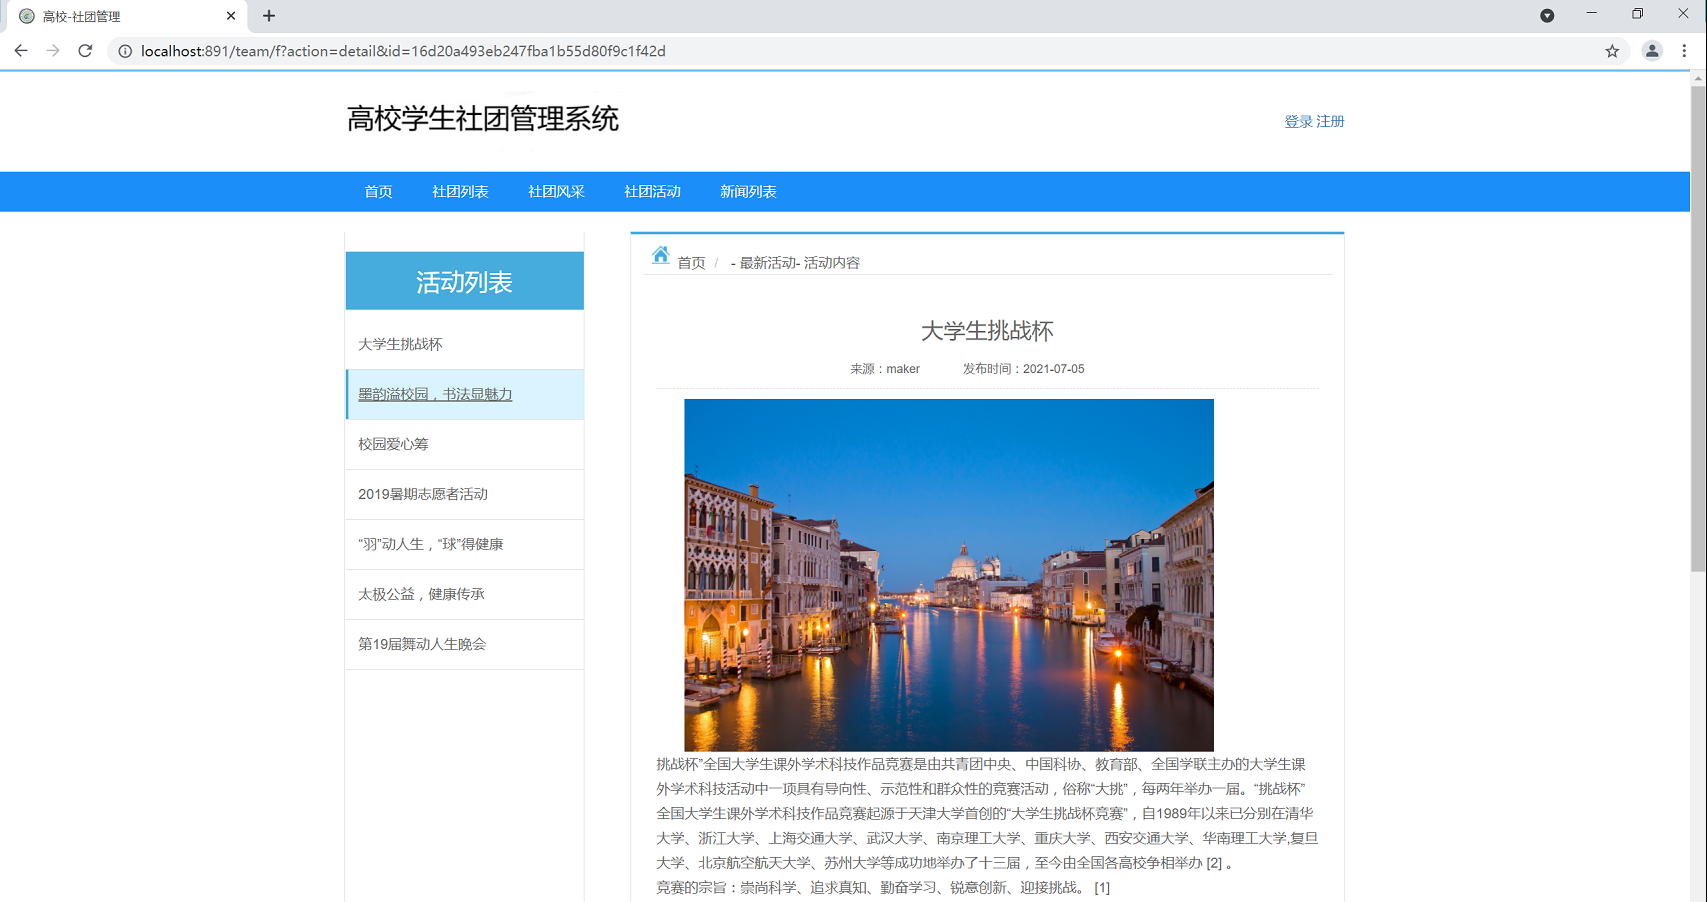 高校-社团管理
localhost:891/team/f?action=detail&id=16d20a493eb247fba1b55d80f9c1f42d
高校学生社团管理系统
登录 注册
首页 社团列表 社团风采 社团活动 新闻列表
活动列表
大学生挑战杯
墨韵溢校园，书法显魅力
校园爱心筹
2019暑期志愿者活动
“羽”动人生，“球”得健康
太极公益，健康传承
第19届舞动人生晚会
首页 / - 最新活动- 活动内容
大学生挑战杯
来源：maker 发布时间：2021-07-05
挑战杯”全国大学生课外学术科技作品竞赛是由共青团中央、中国科协、教育部、全国学联主办的大学生课
外学术科技活动中一项具有导向性、示范性和群众性的竞赛活动，俗称“大挑”，每两年举办一届。“挑战杯”
全国大学生课外学术科技作品竞赛起源于天津大学首创的“大学生挑战杯竞赛”，自1989年以来已分别在清华
大学、浙江大学、上海交通大学、武汉大学、南京理工大学、重庆大学、西安交通大学、华南理工大学,复旦
大学、北京航空航天大学、苏州大学等成功地举办了十三届，至今由全国各高校争相举办 [2] 。
竞赛的宗旨：崇尚科学、追求真知、勤奋学习、锐意创新、迎接挑战。 [1]